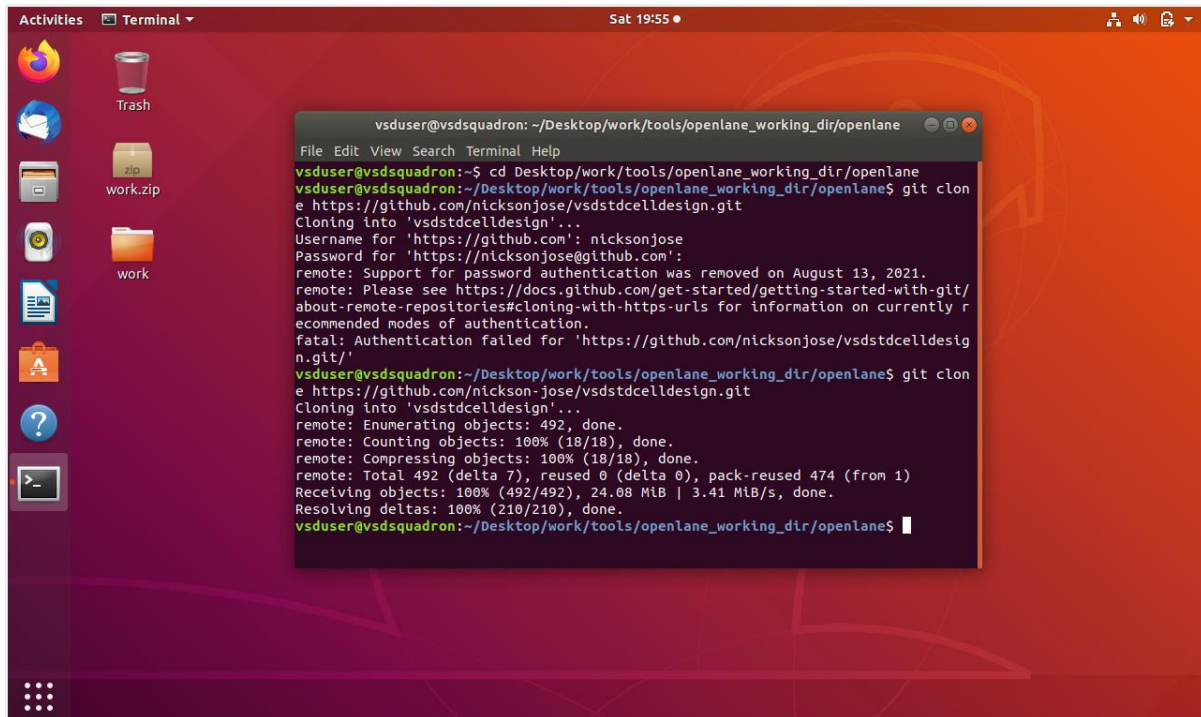 Activities Terminal Sat 19:55
Trash
zip
work.zip
work
vsduser@vsdsquadron: ~/Desktop/work/tools/openlane_working_dir/openlane
File Edit View Search Terminal Help
vsduser@vsdsquadron:~$ cd Desktop/work/tools/openlane_working_dir/openlane
vsduser@vsdsquadron:~/Desktop/work/tools/openlane_working_dir/openlane$ git clon
e https://github.com/nicksonjose/vsdstdcelldesign.git
Cloning into 'vsdstdcelldesign'...
Username for 'https://github.com': nicksonjose
Password for 'https://nicksonjose@github.com':
remote: Support for password authentication was removed on August 13, 2021.
remote: Please see https://docs.github.com/get-started/getting-started-with-git/
about-remote-repositories#cloning-with-https-urls for information on currently r
ecommended modes of authentication.
fatal: Authentication failed for 'https://github.com/nicksonjose/vsdstdcelldesig
n.git/'
vsduser@vsdsquadron:~/Desktop/work/tools/openlane_working_dir/openlane$ git clon
e https://github.com/nickson-jose/vsdstdcelldesign.git
Cloning into 'vsdstdcelldesign'...
remote: Enumerating objects: 492, done.
remote: Counting objects: 100% (18/18), done.
remote: Compressing objects: 100% (18/18), done.
remote: Total 492 (delta 7), reused 0 (delta 0), pack-reused 474 (from 1)
Receiving objects: 100% (492/492), 24.08 MiB | 3.41 MiB/s, done.
Resolving deltas: 100% (210/210), done.
vsduser@vsdsquadron:~/Desktop/work/tools/openlane_working_dir/openlane$